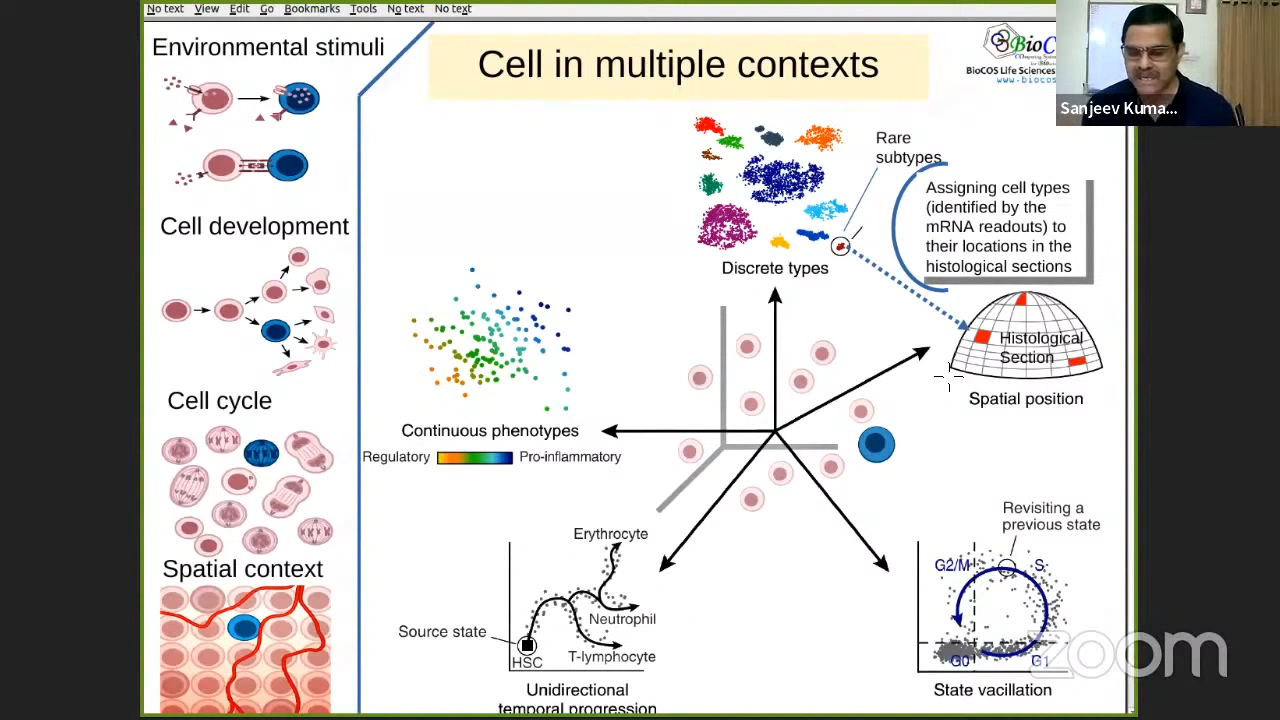 No text View Edit Go Bookmarks Tools No text No text
Environmental stimuli
Cell development
Cell cycle
Spatial context
Cell in multiple contexts
BioC
BioCOS Life Sciences
www.biocos
Sanjeev Kuma...
Rare
subtypes
Assigning cell types
(identified by the
mRNA readouts) to
their locations in the
histological sections
Discrete types
Histological
Section
Spatial position
Continuous phenotypes
Regulatory
Pro-inflammatory
Erythrocyte
Neutrophil
T-lymphocyte
Source state
HSC
Unidirectional
temporal progression
Revisiting a
previous state
G2/M
S
G0
G1
State vacillation
zoom